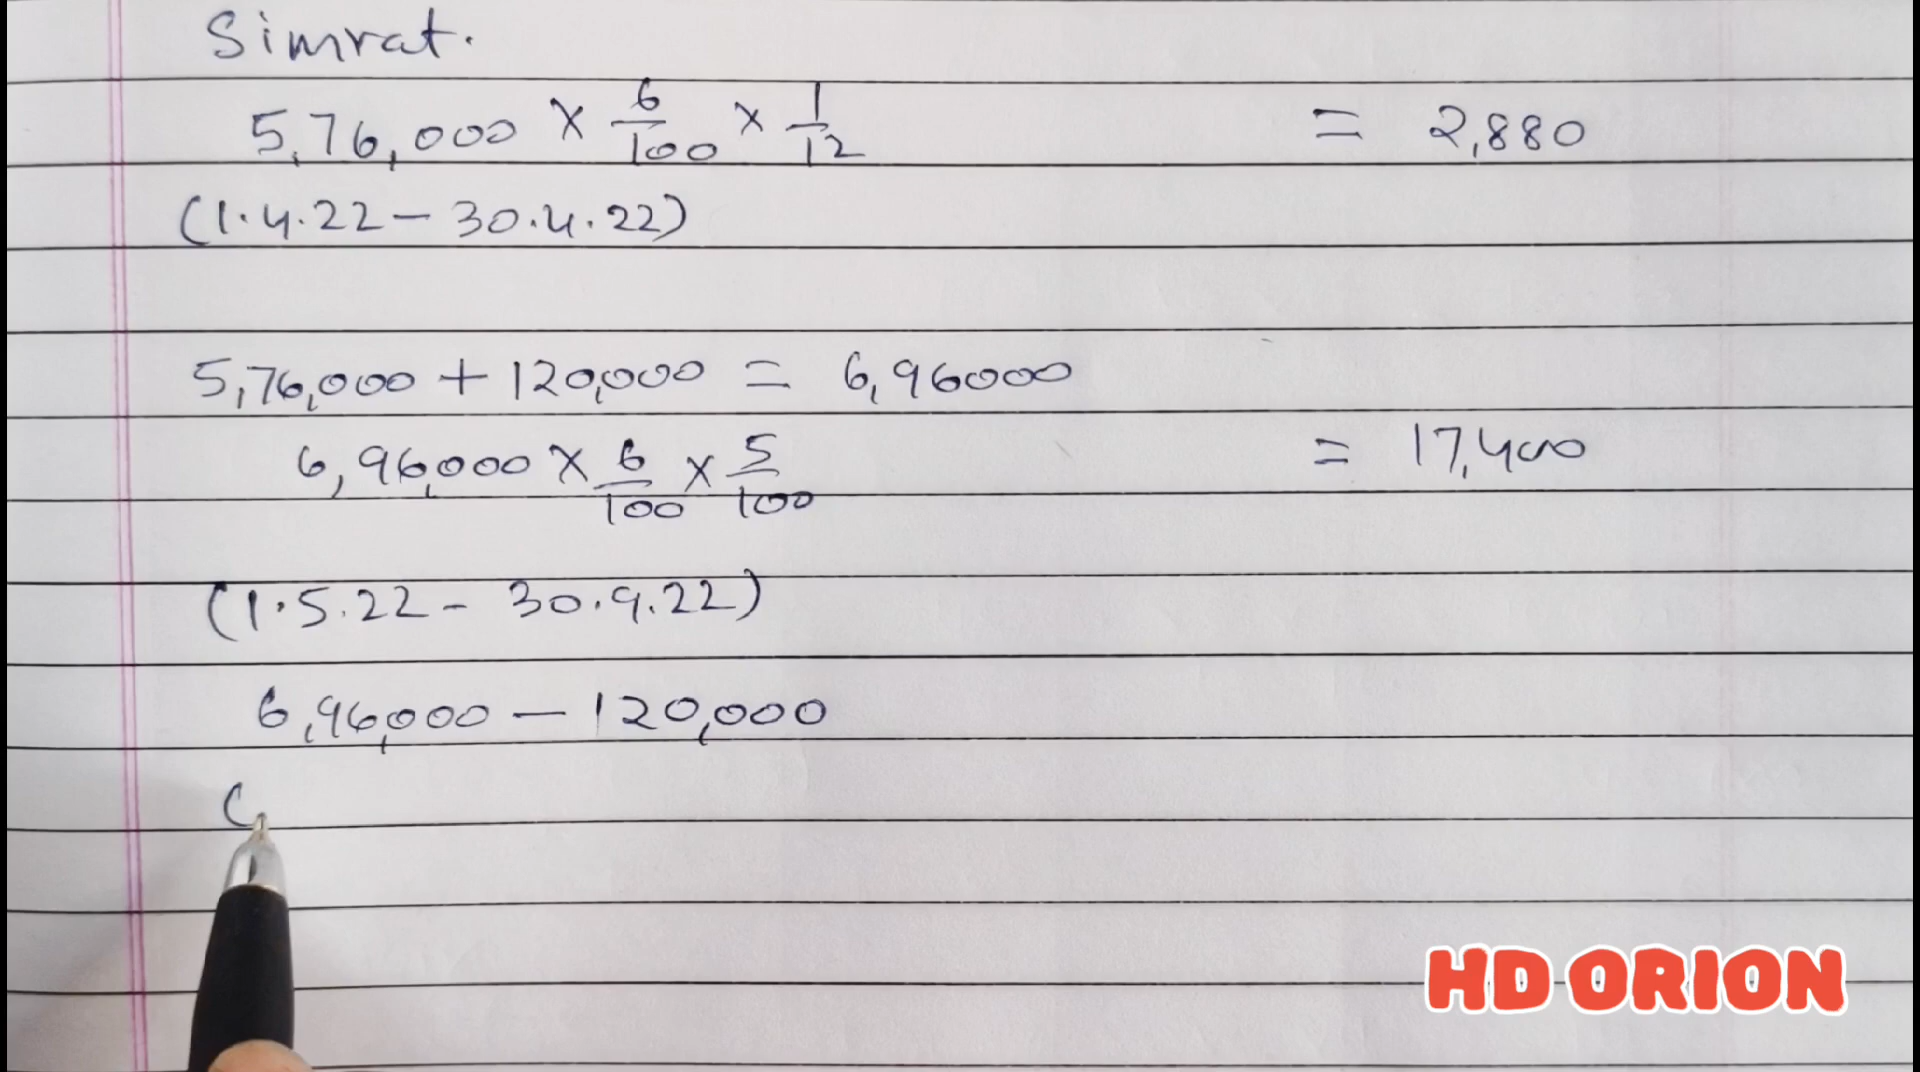 Simrat.
5,76,000 × 6/100 × 1/12 = 2,880
(1.4.22 - 30.4.22)
5,76,000 + 120,000 = 6,96000
6,96,000 × 6/100 × 5/100 = 17,400
(1.5.22 - 30.9.22)
6,96,000 - 120,000
(
HD ORION